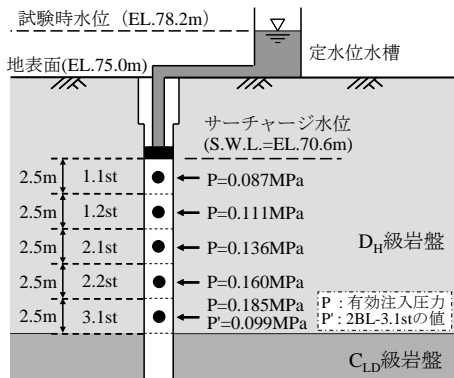 試験時水位（EL.78.2m）
定水位水槽
地表面(EL.75.0m)
サーチャージ水位
(S.W.L.=EL.70.6m)
2.5m 1.1st P=0.087MPa
2.5m 1.2st P=0.111MPa
2.5m 2.1st P=0.136MPa
D_H級岩盤
2.5m 2.2st P=0.160MPa
2.5m 3.1st P=0.185MPa
P'=0.099MPa
P：有効注入圧力
P'：2BL-3.1stの値
C_LD級岩盤